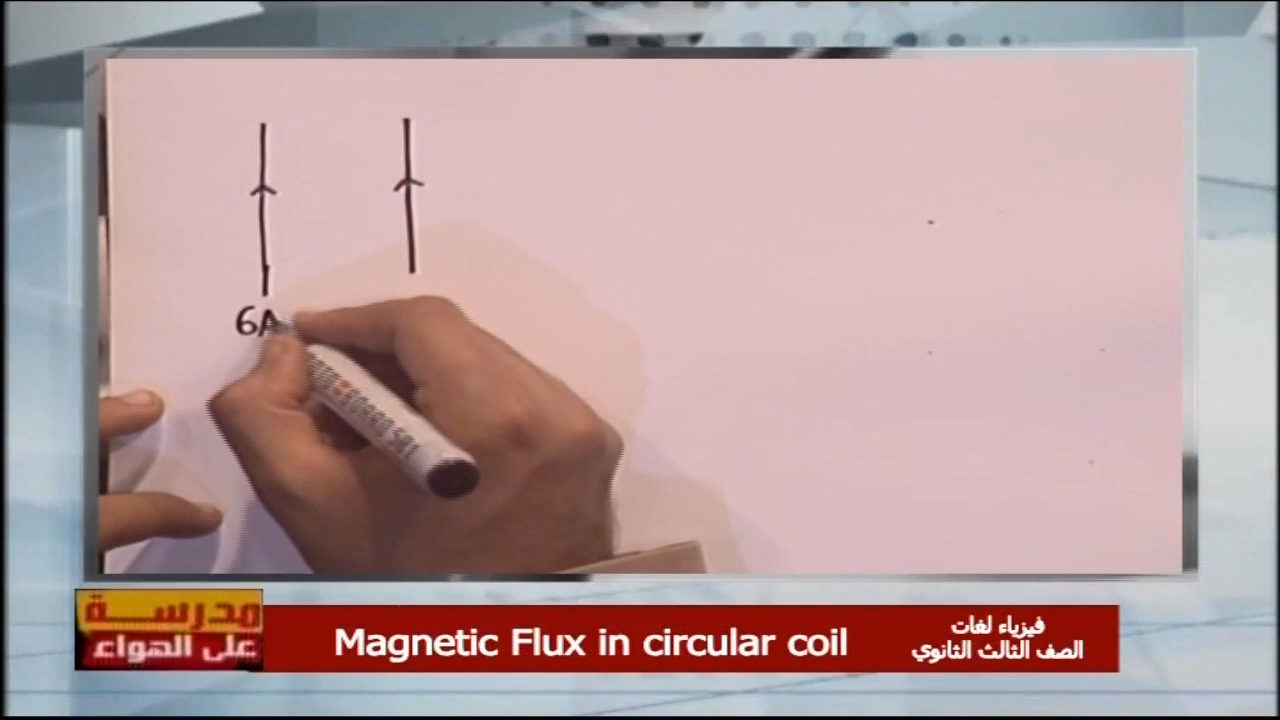 6A
مدرسة
على الهواء
Magnetic Flux in circular coil
فيزياء لغات
الصف الثالث الثانوي